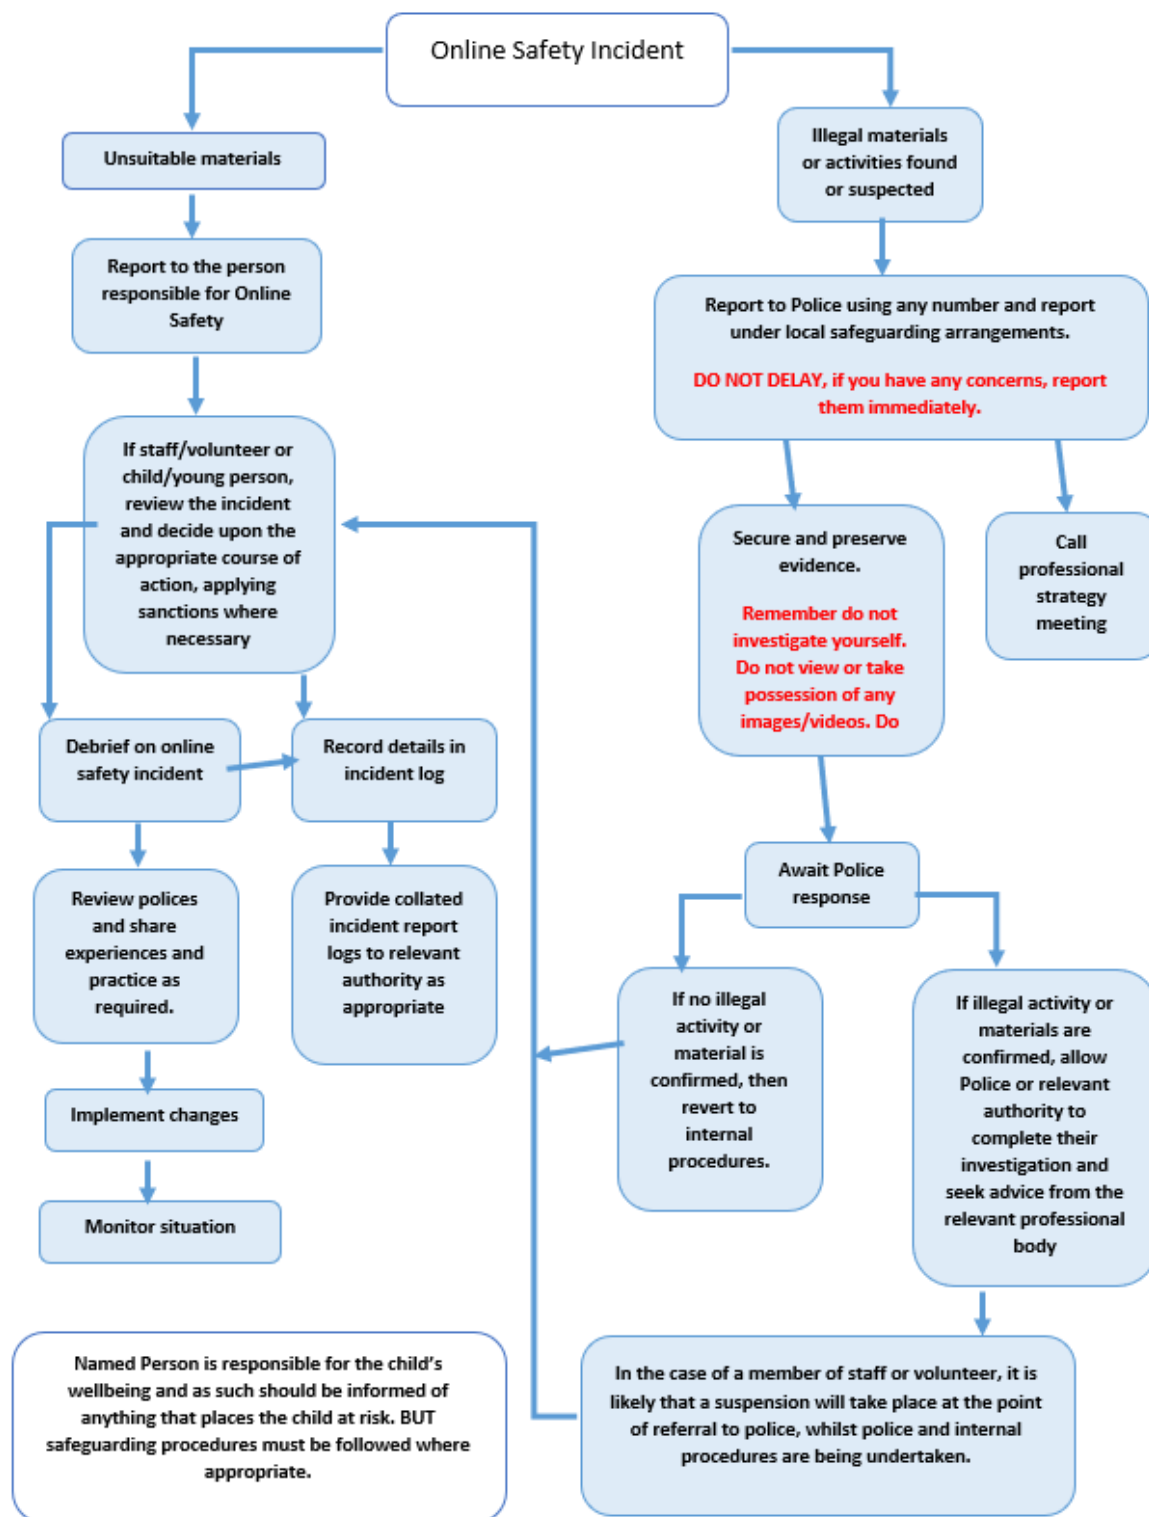 Online Safety Incident
Unsuitable materials
Report to the person
responsible for Online
Safety
If staff/volunteer or
child/young person,
review the incident
and decide upon the
appropriate course of
action, applying
sanctions where
necessary
Debrief on online
safety incident
Record details in
incident log
Review polices
and share
experiences and
practice as
required.
Provide collated
incident report
logs to relevant
authority as
appropriate
Implement changes
Monitor situation
Named Person is responsible for the child’s
wellbeing and as such should be informed of
anything that places the child at risk. BUT
safeguarding procedures must be followed where
appropriate.
Illegal materials
or activities found
or suspected
Report to Police using any number and report
under local safeguarding arrangements.
DO NOT DELAY, if you have any concerns, report
them immediately.
Secure and preserve
evidence.
Remember do not
investigate yourself.
Do not view or take
possession of any
images/videos. Do
Call
professional
strategy
meeting
Await Police
response
If no illegal
activity or
material is
confirmed, then
revert to
internal
procedures.
If illegal activity or
materials are
confirmed, allow
Police or relevant
authority to
complete their
investigation and
seek advice from the
relevant professional
body
In the case of a member of staff or volunteer, it is
likely that a suspension will take place at the point
of referral to police, whilst police and internal
procedures are being undertaken.